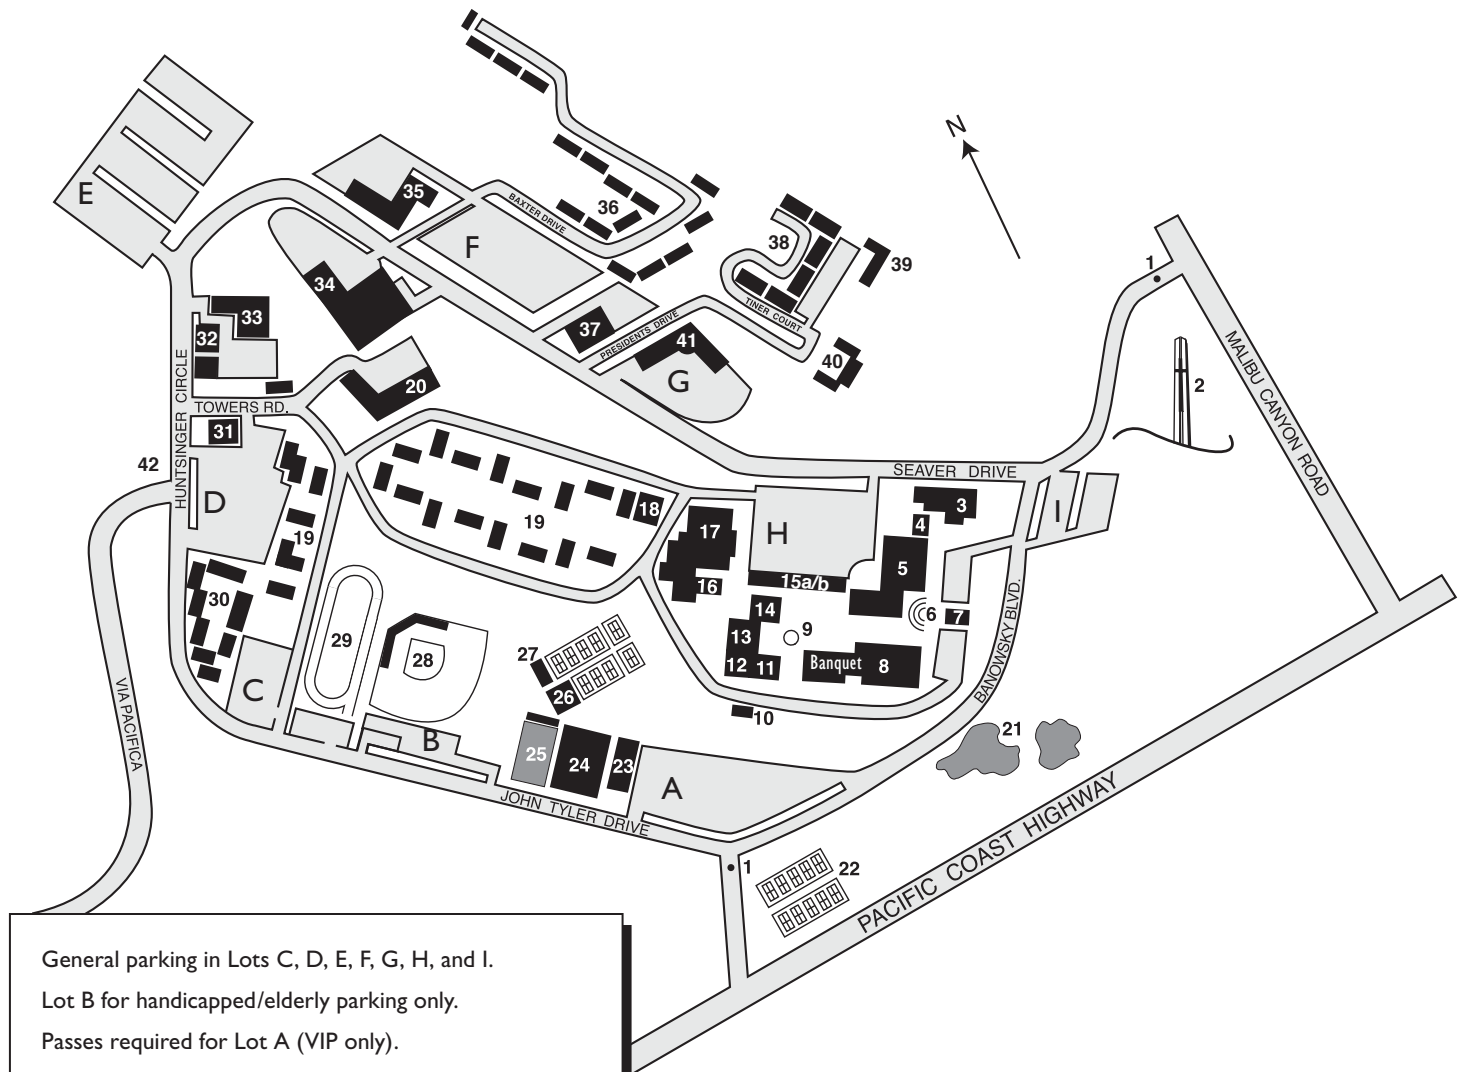 N
E
35
BAXTER DRIVE
36
F
38
39
1
34
33
32
37
PRESIDENTS DRIVE
TINER COURT
41
40
G
20
MALIBU CANYON ROAD
2
HUNTSINGER CIRCLE
TOWERS RD.
31
42
D
SEAVER DRIVE
18
19
3
4
I
17
H
19
5
15a/b
16
30
14
6
7
9
13
29
28
27
12
11
Banquet
8
26
BANOWSKY BLVD.
C
10
VIA PACIFICA
B
25
24
23
21
A
JOHN TYLER DRIVE
1
22
PACIFIC COAST HIGHWAY
General parking in Lots C, D, E, F, G, H, and I.
Lot B for handicapped/elderly parking only.
Passes required for Lot A (VIP only).